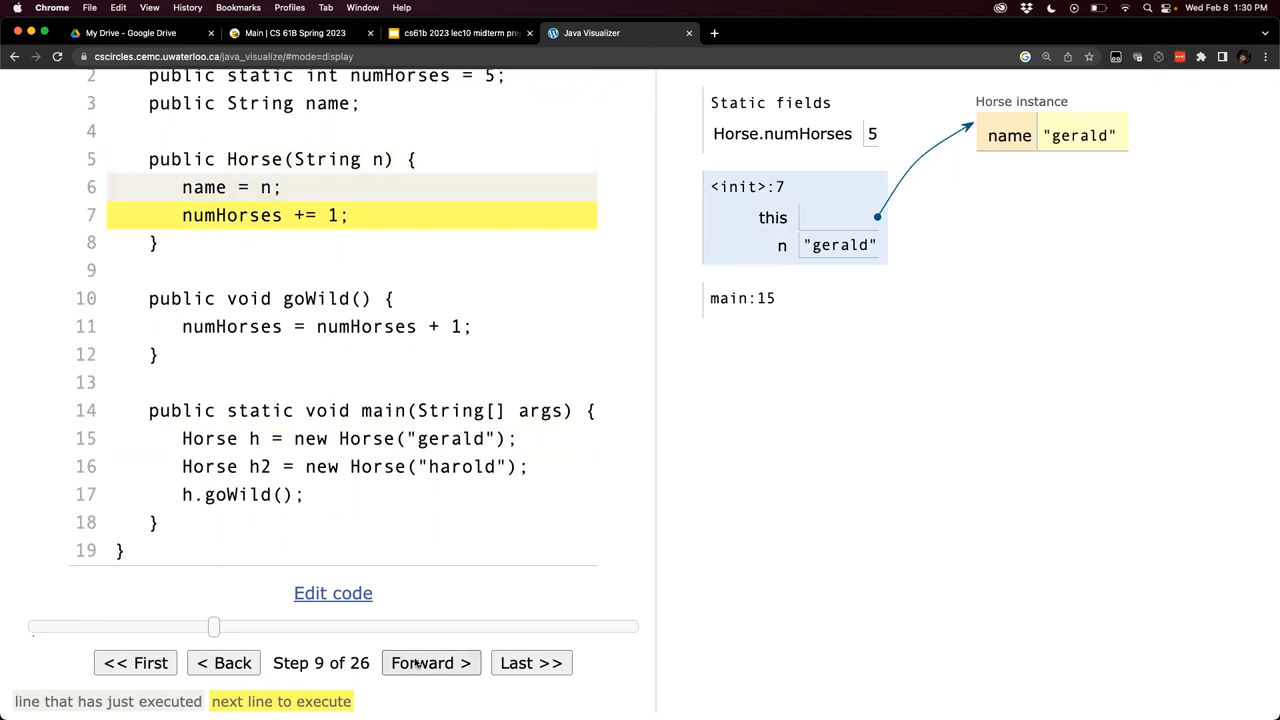 Chrome File Edit View History Bookmarks Profiles Tab Window Help Wed Feb 8 1:30 PM
My Drive - Google Drive Main | CS 61B Spring 2023 cs61b 2023 lec10 midterm pre Java Visualizer
cscircles.cemc.uwaterloo.ca/java_visualize/#mode=display
2 public static int numHorses = 5;
3 public String name;
4
5 public Horse(String n) {
6 name = n;
7 numHorses += 1;
8 }
9
10 public void goWild() {
11 numHorses = numHorses + 1;
12 }
13
14 public static void main(String[] args) {
15 Horse h = new Horse("gerald");
16 Horse h2 = new Horse("harold");
17 h.goWild();
18 }
19 }
Edit code
<< First < Back Step 9 of 26 Forward > Last >>
line that has just executed next line to execute
Static fields
Horse.numHorses 5
<init>:7
this
n "gerald"
main:15
Horse instance
name "gerald"